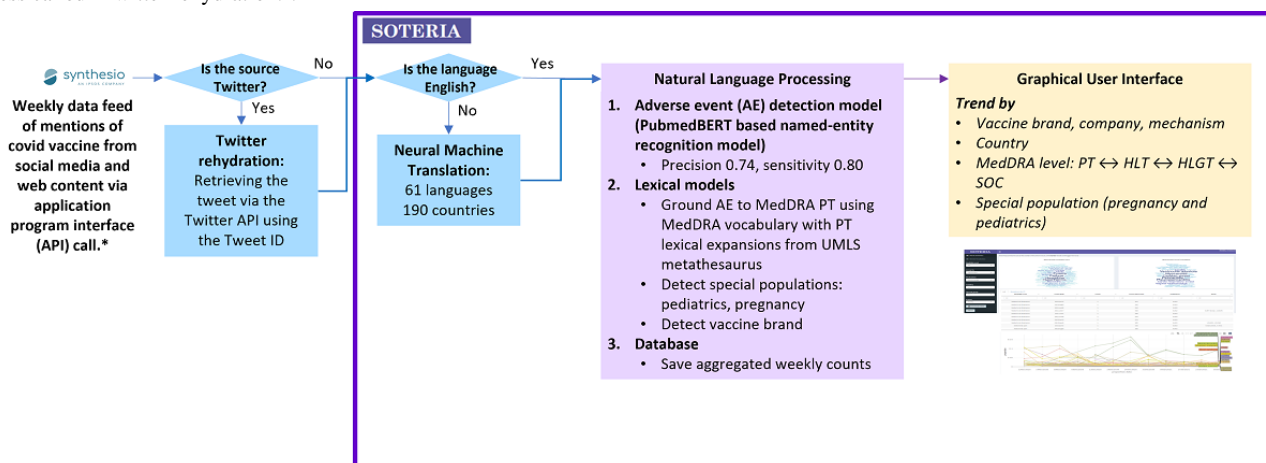 SOTERIA
synthesio
AN IPSOS COMPANY
Weekly data feed
of mentions of
covid vaccine from
social media and
web content via
application
program interface
(API) call.*
Is the source
Twitter?
No
Yes
Twitter
rehydration:
Retrieving the
tweet via the
Twitter API using
the Tweet ID
Is the language
English?
Yes
No
Neural Machine
Translation:
61 languages
190 countries
Natural Language Processing
1. Adverse event (AE) detection model
(PubmedBERT based named-entity
recognition model)
• Precision 0.74, sensitivity 0.80
2. Lexical models
• Ground AE to MedDRA PT using
MedDRA vocabulary with PT
lexical expansions from UMLS
metathesaurus
• Detect special populations:
pediatrics, pregnancy
• Detect vaccine brand
3. Database
• Save aggregated weekly counts
Graphical User Interface
Trend by
• Vaccine brand, company, mechanism
• Country
• MedDRA level: PT ↔ HLT ↔ HLGT ↔
SOC
• Special population (pregnancy and
pediatrics)